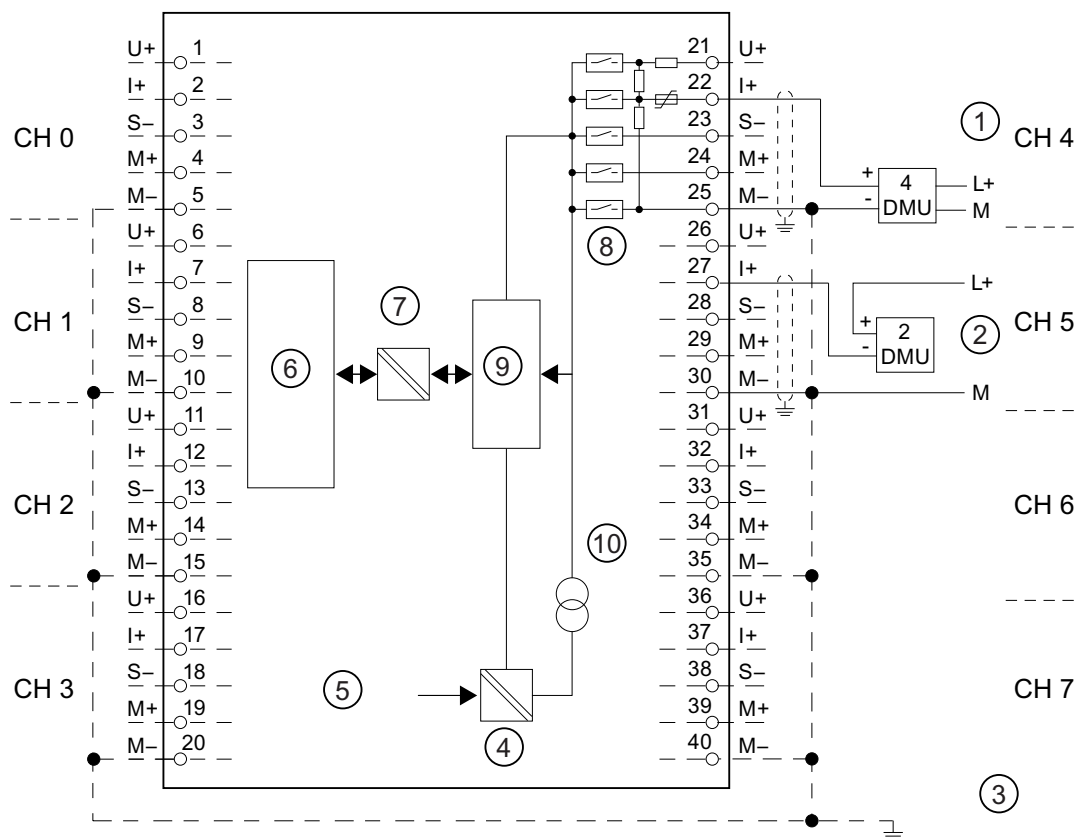 CH 0
U+ 1
I+ 2
S– 3
M+ 4
M– 5
CH 1
U+ 6
I+ 7
S– 8
M+ 9
M– 10
CH 2
U+ 11
I+ 12
S– 13
M+ 14
M– 15
CH 3
U+ 16
I+ 17
S– 18
M+ 19
M– 20
6
7
9
8
10
5
4
21 U+
22 I+
23 S–
24 M+
25 M–
1
CH 4
+
-
4
DMU
L+
M
26 U+
27 I+
28 S–
29 M+
30 M–
2
CH 5
+
-
2
DMU
L+
M
31 U+
32 I+
33 S–
34 M+
35 M–
CH 6
36 U+
37 I+
38 S–
39 M+
40 M–
CH 7
3